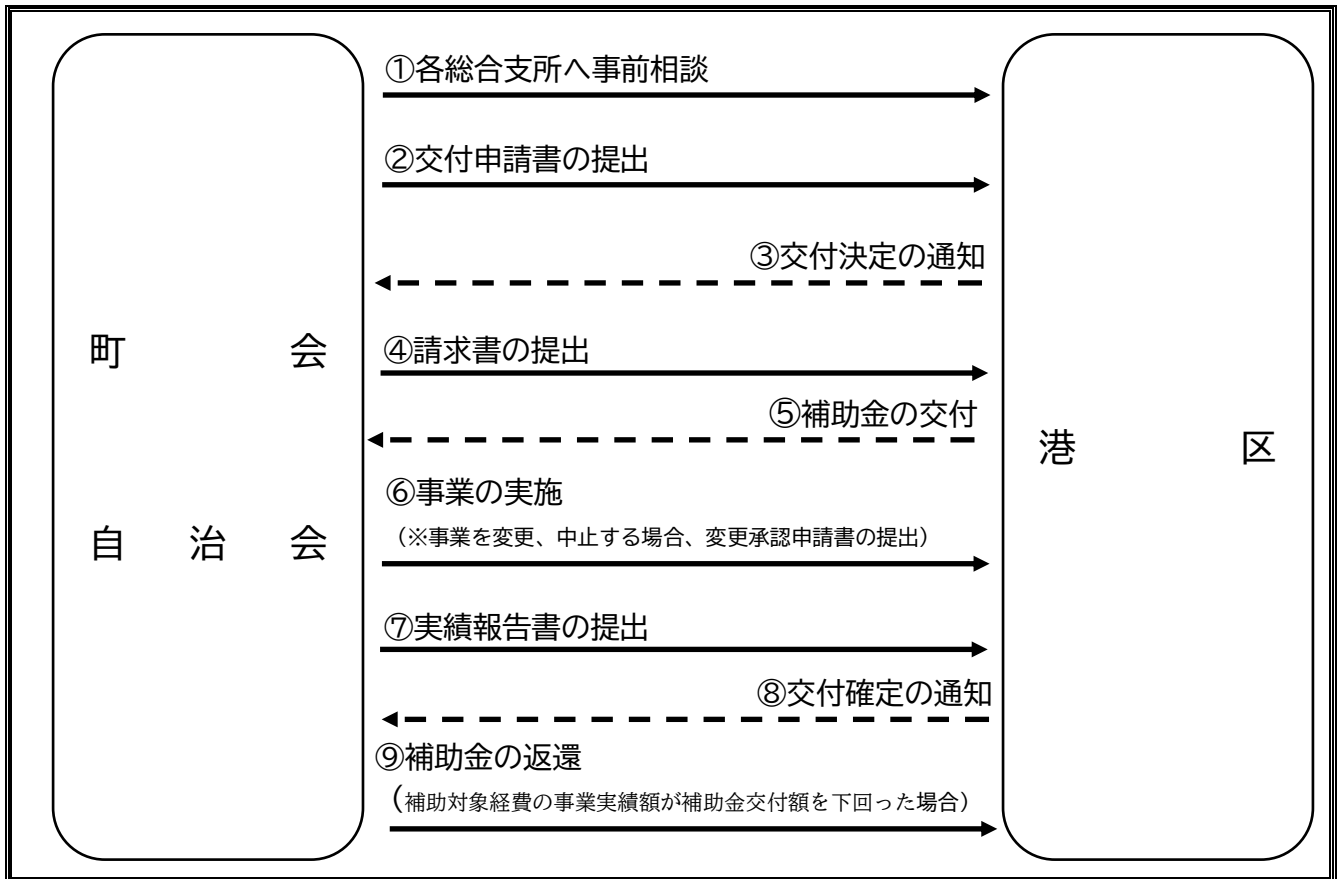 ①各総合支所へ事前相談
②交付申請書の提出
③交付決定の通知
町会
④請求書の提出
⑤補助金の交付
港区
⑥事業の実施
自治会
（※事業を変更、中止する場合、変更承認申請書の提出）
⑦実績報告書の提出
⑧交付確定の通知
⑨補助金の返還
（補助対象経費の事業実績額が補助金交付額を下回った場合）